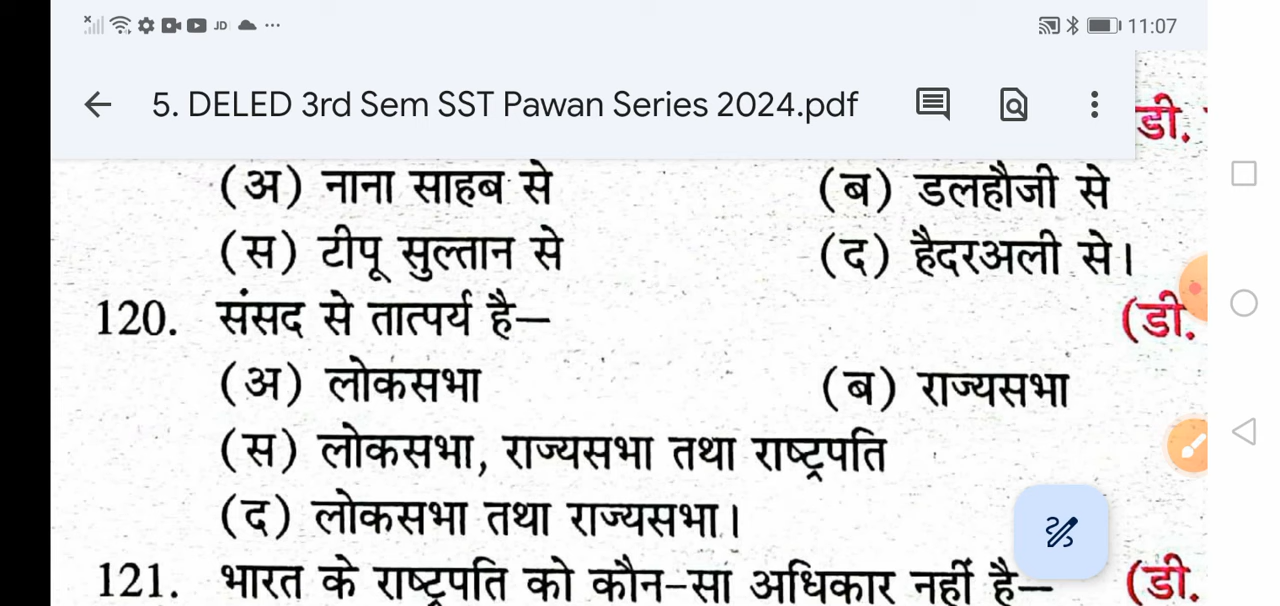 JD ... 11:07
5. DELED 3rd Sem SST Pawan Series 2024.pdf
डी.
(अ) नाना साहब से (ब) डलहौजी से
(स) टीपू सुल्तान से (द) हैदरअली से।
120. संसद से तात्पर्य है— (डी.
(अ) लोकसभा (ब) राज्यसभा
(स) लोकसभा, राज्यसभा तथा राष्ट्रपति
(द) लोकसभा तथा राज्यसभा।
121. भारत के राष्ट्रपति को कौन-सा अधिकार नहीं है— (डी.